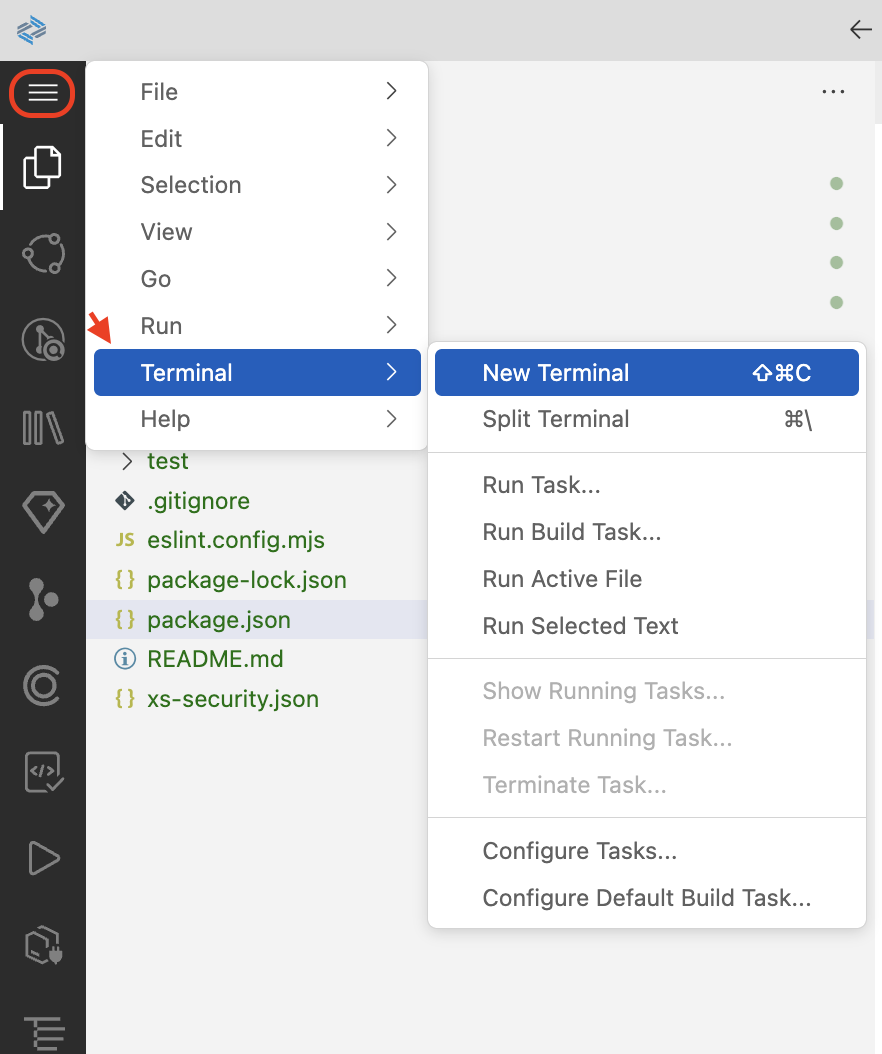 File
Edit
Selection
View
Go
Run
Terminal
Help
New Terminal ⇧⌘C
Split Terminal ⌘\
Run Task...
Run Build Task...
Run Active File
Run Selected Text
Show Running Tasks...
Restart Running Task...
Terminate Task...
Configure Tasks...
Configure Default Build Task...
test
.gitignore
JS eslint.config.mjs
{} package-lock.json
{} package.json
README.md
{} xs-security.json